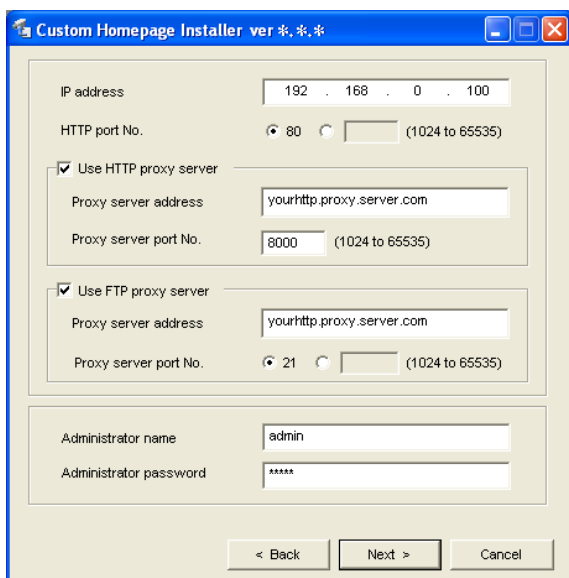 Custom Homepage Installer ver *.*.*
IP address 192 . 168 . 0 . 100
HTTP port No. 80 (1024 to 65535)
Use HTTP proxy server
Proxy server address yourhttp.proxy.server.com
Proxy server port No. 8000 (1024 to 65535)
Use FTP proxy server
Proxy server address yourhttp.proxy.server.com
Proxy server port No. 21 (1024 to 65535)
Administrator name admin
Administrator password *****
< Back Next > Cancel